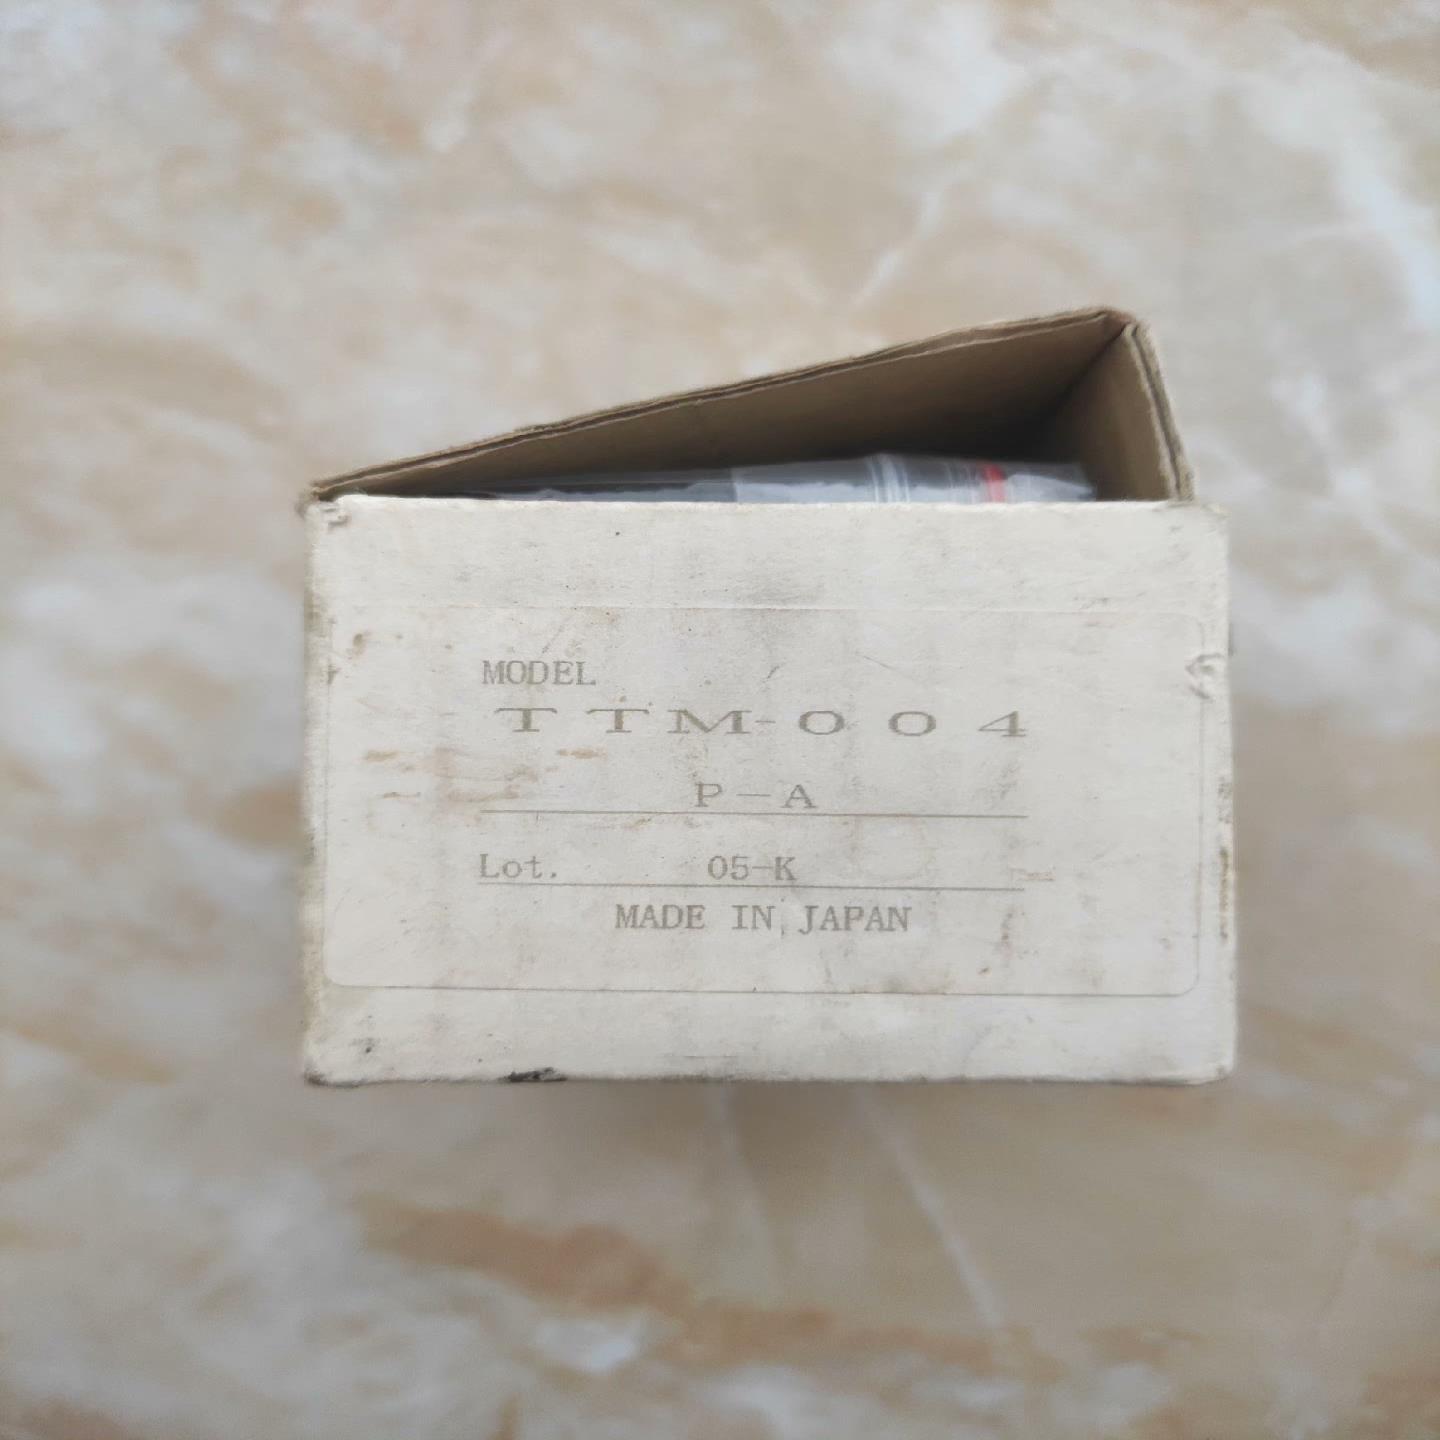 MODEL
TTM-004
P-A
Lot. 05-K
MADE IN JAPAN